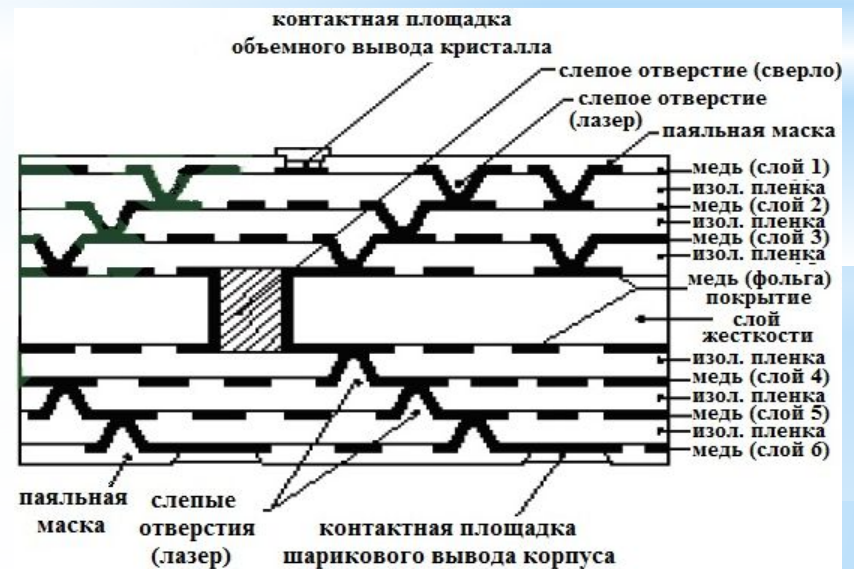 контактная площадка
объемного вывода кристалла
слепое отверстие (сверло)
слепое отверстие
(лазер)
паяльная маска
медь (слой 1)
изол. пленка
медь (слой 2)
изол. пленка
медь (слой 3)
изол. пленка
медь (фольга)
покрытие
слой
жесткости
изол. пленка
медь (слой 4)
изол. пленка
медь (слой 5)
изол. пленка
медь (слой 6)
паяльная
маска
слепые
отверстия
(лазер)
контактная площадка
шарикового вывода корпуса